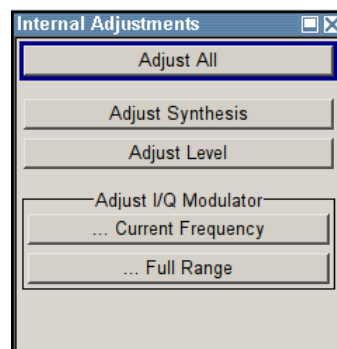 Internal Adjustments
Adjust All
Adjust Synthesis
Adjust Level
Adjust I/Q Modulator
... Current Frequency
... Full Range